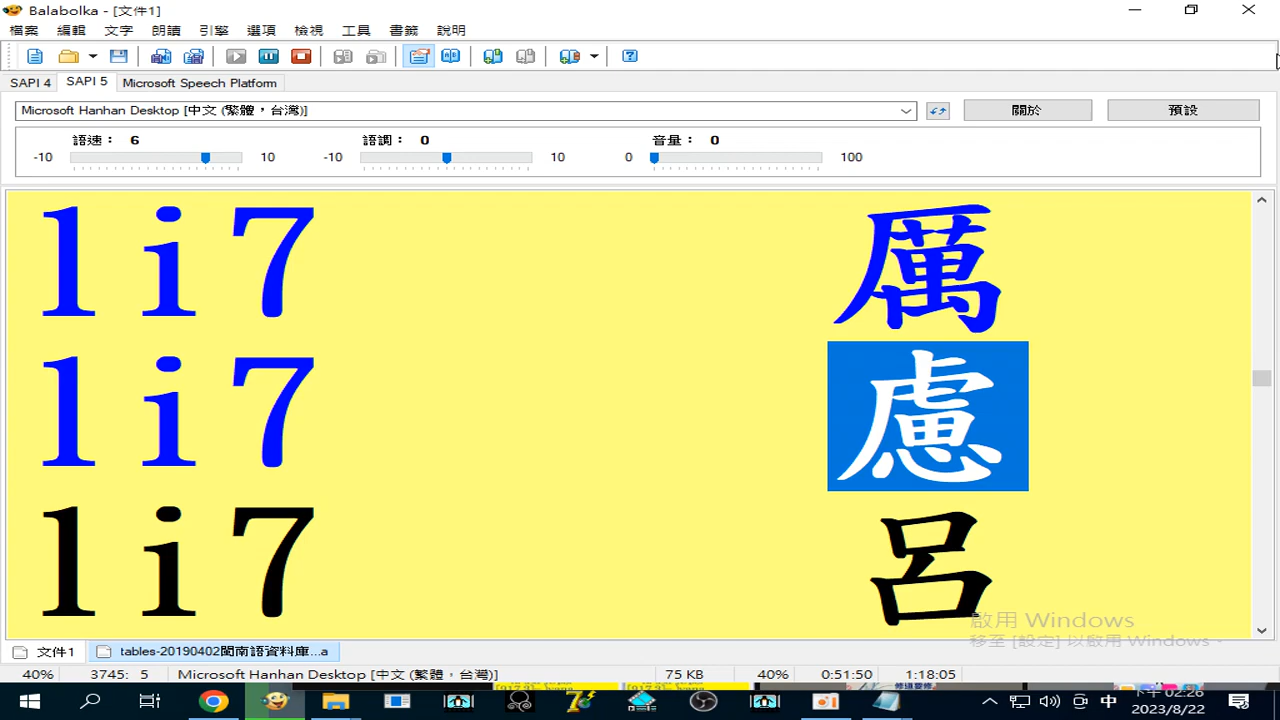 Balabolka - [文件1]
檔案 編輯 文字 朗讀 引擎 選項 檢視 工具 書籤 說明
SAPI 4 SAPI 5 Microsoft Speech Platform
Microsoft Hanhan Desktop [中文 (繁體，台灣)] 關於 預設
語速： 6 語調： 0 音量： 0
-10 10 -10 10 0 100
li7 厲
li7 慮
li7 呂
啟用 Windows
移至 [設定] 以啟用 Windows。
文件1 tables-20190402閩南語資料庫...a
40% 3745: 5 Microsoft Hanhan Desktop [中文 (繁體，台灣)] 75 KB 40% 0:51:50 1:18:05
中 下午 02:26
2023/8/22